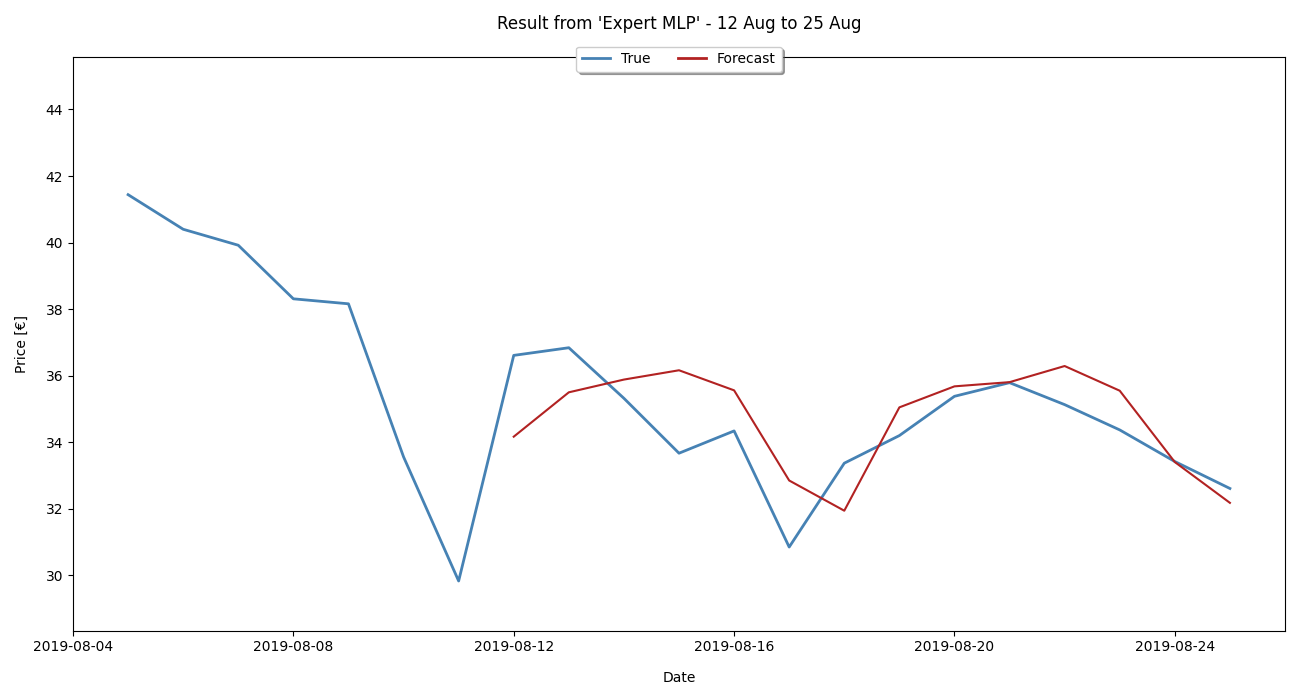 Result from 'Expert MLP' - 12 Aug to 25 Aug
True
Forecast
44
42
40
38
36
34
32
30
Price [€]
2019-08-04
2019-08-08
2019-08-12
2019-08-16
2019-08-20
2019-08-24
Date